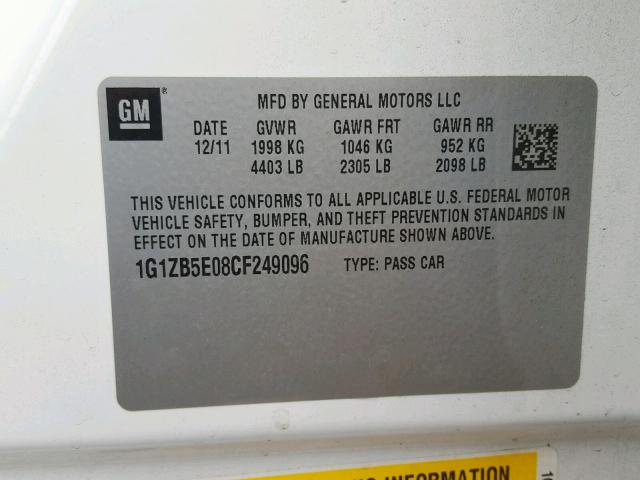 GM®
MFD BY GENERAL MOTORS LLC
DATE GVWR GAWR FRT GAWR RR
12/11 1998 KG 1046 KG 952 KG
4403 LB 2305 LB 2098 LB
THIS VEHICLE CONFORMS TO ALL APPLICABLE U.S. FEDERAL MOTOR
VEHICLE SAFETY, BUMPER, AND THEFT PREVENTION STANDARDS IN
EFFECT ON THE DATE OF MANUFACTURE SHOWN ABOVE.
1G1ZB5E08CF249096 TYPE: PASS CAR
INFORMATION